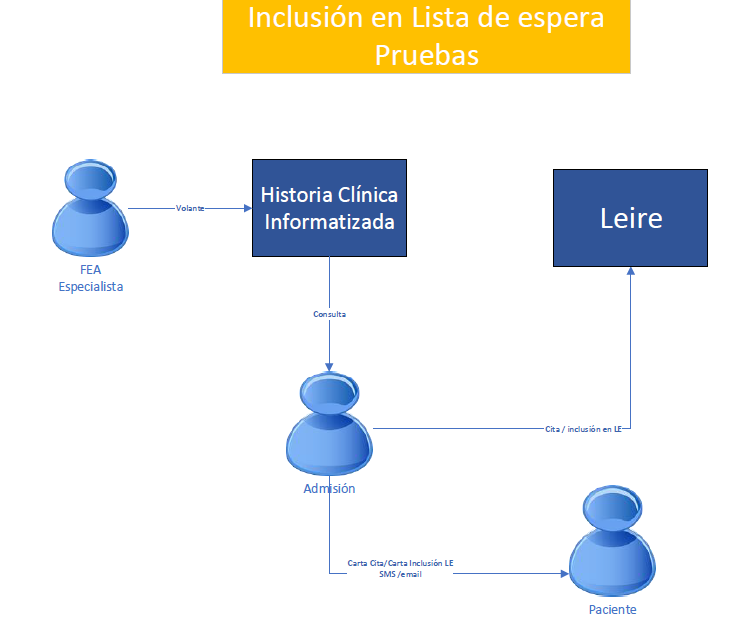 Inclusión en Lista de espera
Pruebas
Volante
Historia Clínica
Informatizada
Leire
FEA
Especialista
Consulta
Cita / inclusión en LE
Admisión
Carta Cita/Carta Inclusión LE
SMS /email
Paciente